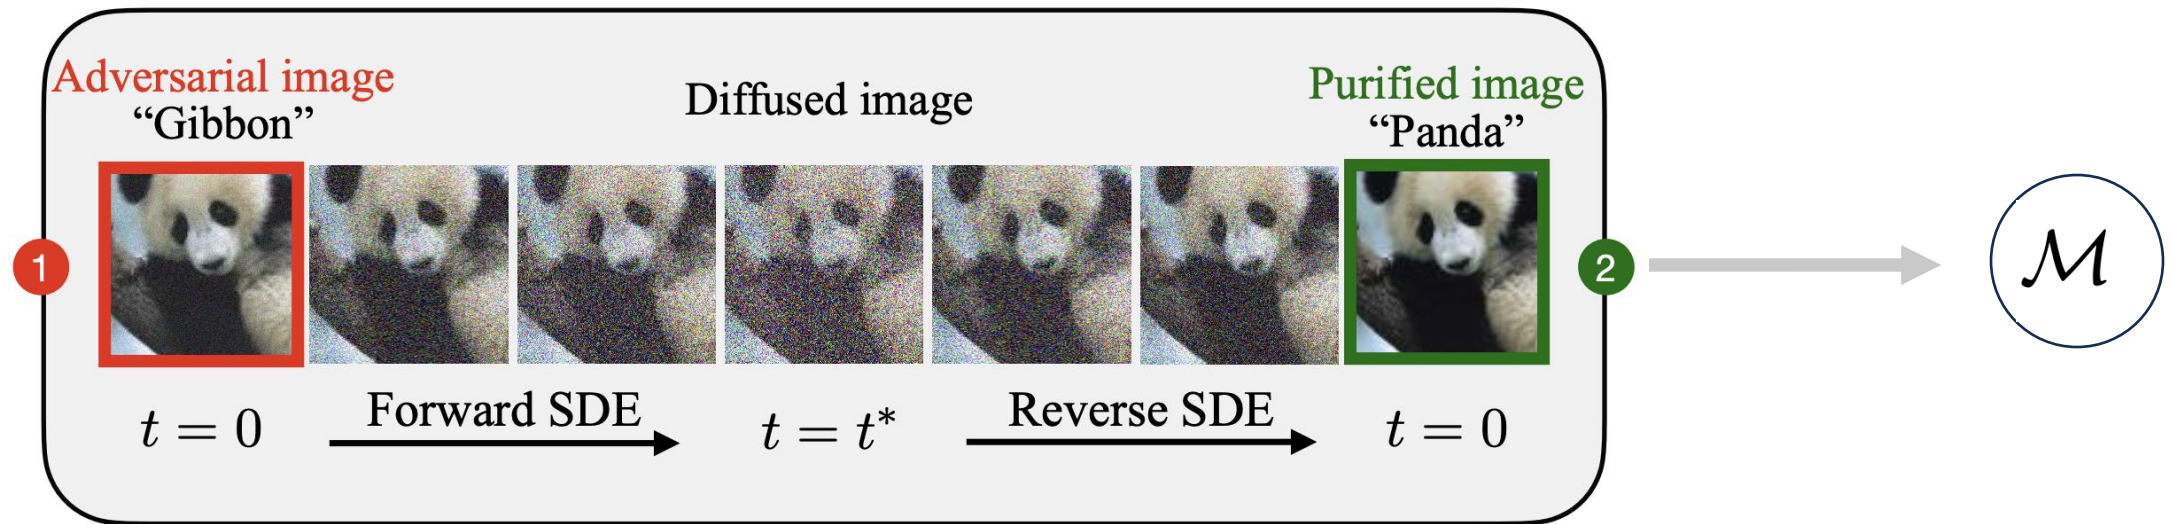 Adversarial image
“Gibbon”
Diffused image
Purified image
“Panda”
1
2
ℳ
t = 0
Forward SDE
t = t*
Reverse SDE
t = 0